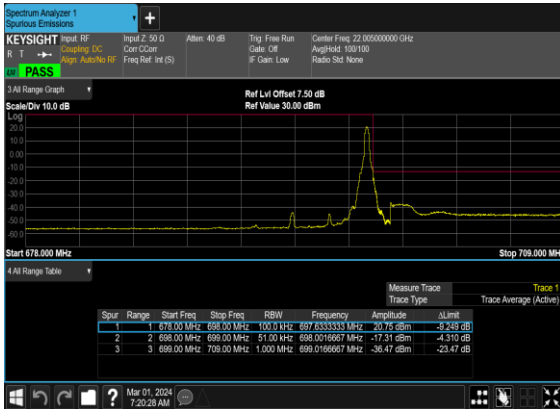 Spectrum Analyzer 1
Spurious Emissions
KEYSIGHT
R T
LW PASS
Input: RF
Coupling: DC
Align: Auto/No RF
Input Z: 50 Ω
Corr CCorr
Freq Ref: Int (S)
Atten: 40 dB
Trig: Free Run
Gate: Off
IF Gain: Low
Center Freq: 22.005000000 GHz
Avg|Hold: 100/100
Radio Std: None
3 All Range Graph
Scale/Div 10.0 dB
Ref Lvl Offset 7.50 dB
Ref Value 30.00 dBm
Log
20.0
10.0
0.00
-10.0
-20.0
-30.0
-40.0
-50.0
-60.0
Start 678.000 MHz
Stop 709.000 MH
4 All Range Table
Measure Trace Trace 1
Trace Type Trace Average (Active)
Spur Range Start Freq Stop Freq RBW Frequency Amplitude ΔLimit
1 1 678.00 MHz 698.00 MHz 100.0 kHz 697.6333333 MHz 20.75 dBm -9.249 dB
2 2 698.00 MHz 699.00 MHz 51.00 kHz 698.0016667 MHz -17.31 dBm -4.310 dB
3 3 699.00 MHz 709.00 MHz 1.000 MHz 699.0166667 MHz -36.47 dBm -23.47 dB
?
Mar 01, 2024
7:20:28 AM